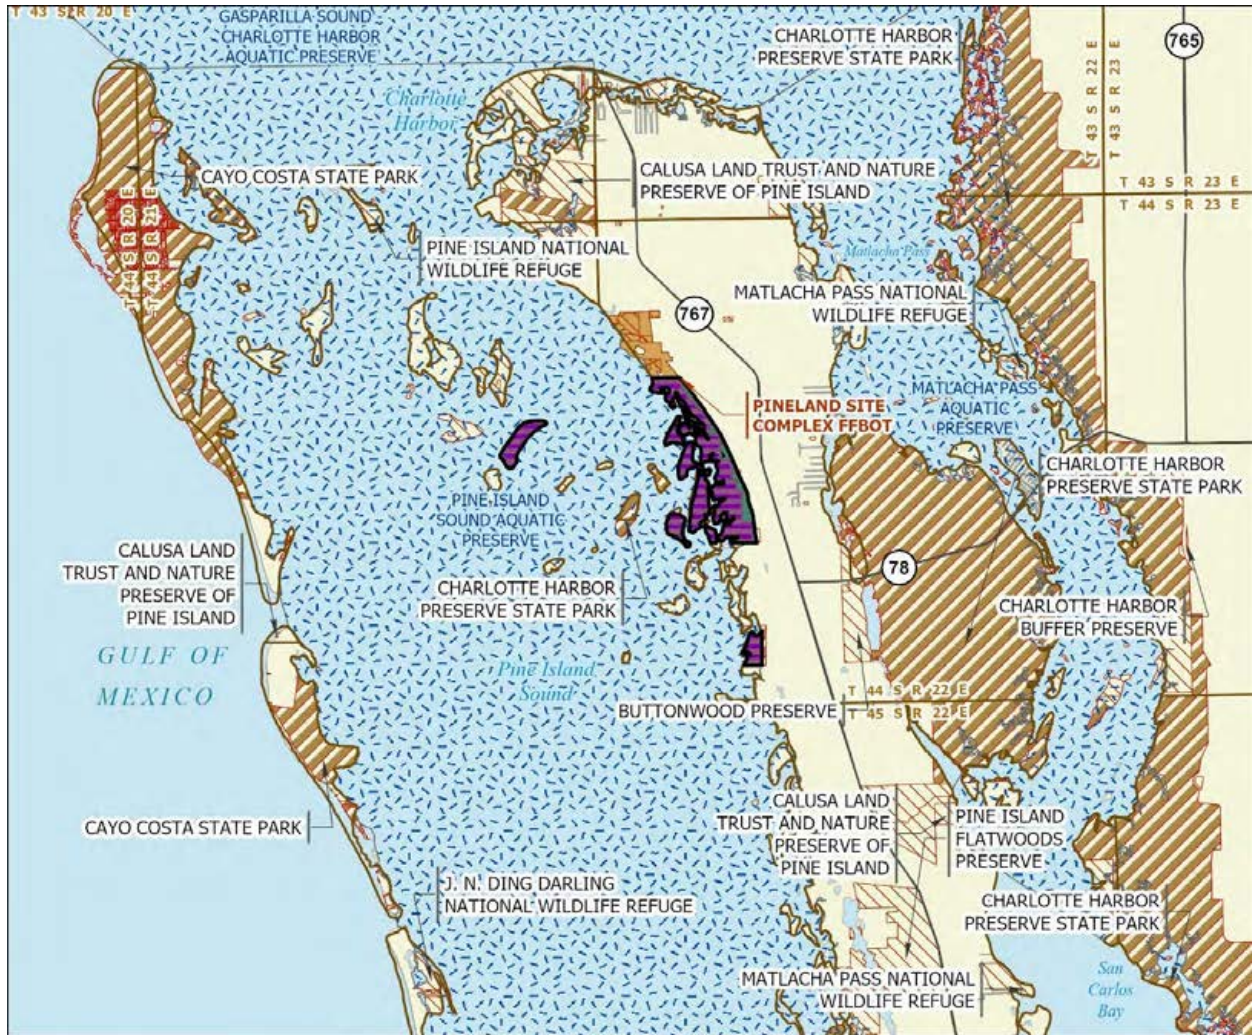 T 43 S R 20 E
GASPARILLA SOUND
CHARLOTTE HARBOR
AQUATIC PRESERVE
CHARLOTTE HARBOR
PRESERVE STATE PARK
765
T 43 S R 22 E
T 43 S R 23 E
Charlotte
Harbor
CAYO COSTA STATE PARK
CALUSA LAND TRUST AND NATURE
PRESERVE OF PINE ISLAND
T 43 S R 23 E
T 44 S R 23 E
T 44 S R 20 E
T 44 S R 21 E
PINE ISLAND NATIONAL
WILDLIFE REFUGE
Matlacha Pass
MATLACHA PASS NATIONAL
WILDLIFE REFUGE
767
PINELAND SITE
COMPLEX FFBOT
MATLACHA PASS
AQUATIC
PRESERVE
CHARLOTTE HARBOR
PRESERVE STATE PARK
PINE ISLAND
SOUND AQUATIC
PRESERVE
CALUSA LAND
TRUST AND NATURE
PRESERVE OF
PINE ISLAND
78
CHARLOTTE HARBOR
PRESERVE STATE PARK
CHARLOTTE HARBOR
BUFFER PRESERVE
GULF OF
MEXICO
Pine Island
Sound
BUTTONWOOD PRESERVE
T 44 S R 22 E
T 45 S R 22 E
CAYO COSTA STATE PARK
CALUSA LAND
TRUST AND NATURE
PRESERVE OF
PINE ISLAND
PINE ISLAND
FLATWOODS
PRESERVE
J. N. DING DARLING
NATIONAL WILDLIFE REFUGE
CHARLOTTE HARBOR
PRESERVE STATE PARK
MATLACHA PASS NATIONAL
WILDLIFE REFUGE
San
Carlos
Bay